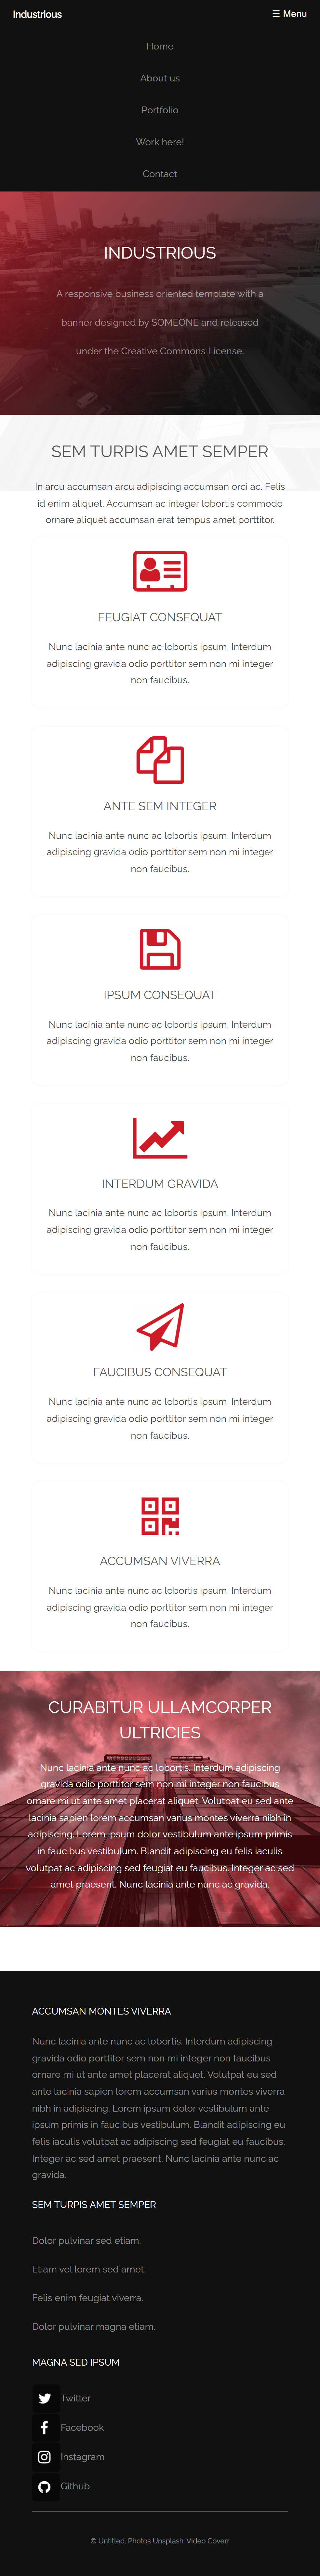 Industrious
☰ Menu
Home
About us
Portfolio
Work here!
Contact
INDUSTRIOUS
A responsive business oriented template with a
banner designed by SOMEONE and released
under the Creative Commons License.
SEM TURPIS AMET SEMPER
In arcu accumsan arcu adipiscing accumsan orci ac. Felis
id enim aliquet. Accumsan ac integer lobortis commodo
ornare aliquet accumsan erat tempus amet porttitor.
FEUGIAT CONSEQUAT
Nunc lacinia ante nunc ac lobortis ipsum. Interdum
adipiscing gravida odio porttitor sem non mi integer
non faucibus.
ANTE SEM INTEGER
Nunc lacinia ante nunc ac lobortis ipsum. Interdum
adipiscing gravida odio porttitor sem non mi integer
non faucibus.
IPSUM CONSEQUAT
Nunc lacinia ante nunc ac lobortis ipsum. Interdum
adipiscing gravida odio porttitor sem non mi integer
non faucibus.
INTERDUM GRAVIDA
Nunc lacinia ante nunc ac lobortis ipsum. Interdum
adipiscing gravida odio porttitor sem non mi integer
non faucibus.
FAUCIBUS CONSEQUAT
Nunc lacinia ante nunc ac lobortis ipsum. Interdum
adipiscing gravida odio porttitor sem non mi integer
non faucibus.
ACCUMSAN VIVERRA
Nunc lacinia ante nunc ac lobortis ipsum. Interdum
adipiscing gravida odio porttitor sem non mi integer
non faucibus.
CURABITUR ULLAMCORPER
ULTRICIES
Nunc lacinia ante nunc ac lobortis. Interdum adipiscing
gravida odio porttitor sem non mi integer non faucibus
ornare mi ut ante amet placerat aliquet. Volutpat eu sed ante
lacinia sapien lorem accumsan varius montes viverra nibh in
adipiscing. Lorem ipsum dolor vestibulum ante ipsum primis
in faucibus vestibulum. Blandit adipiscing eu felis iaculis
volutpat ac adipiscing sed feugiat eu faucibus. Integer ac sed
amet praesent. Nunc lacinia ante nunc ac gravida.
ACCUMSAN MONTES VIVERRA
Nunc lacinia ante nunc ac lobortis. Interdum adipiscing
gravida odio porttitor sem non mi integer non faucibus
ornare mi ut ante amet placerat aliquet. Volutpat eu sed
ante lacinia sapien lorem accumsan varius montes viverra
nibh in adipiscing. Lorem ipsum dolor vestibulum ante
ipsum primis in faucibus vestibulum. Blandit adipiscing eu
felis iaculis volutpat ac adipiscing sed feugiat eu faucibus.
Integer ac sed amet praesent. Nunc lacinia ante nunc ac
gravida.
SEM TURPIS AMET SEMPER
Dolor pulvinar sed etiam.
Etiam vel lorem sed amet.
Felis enim feugiat viverra.
Dolor pulvinar magna etiam.
MAGNA SED IPSUM
Twitter
Facebook
Instagram
Github
© Untitled. Photos Unsplash. Video Coverr